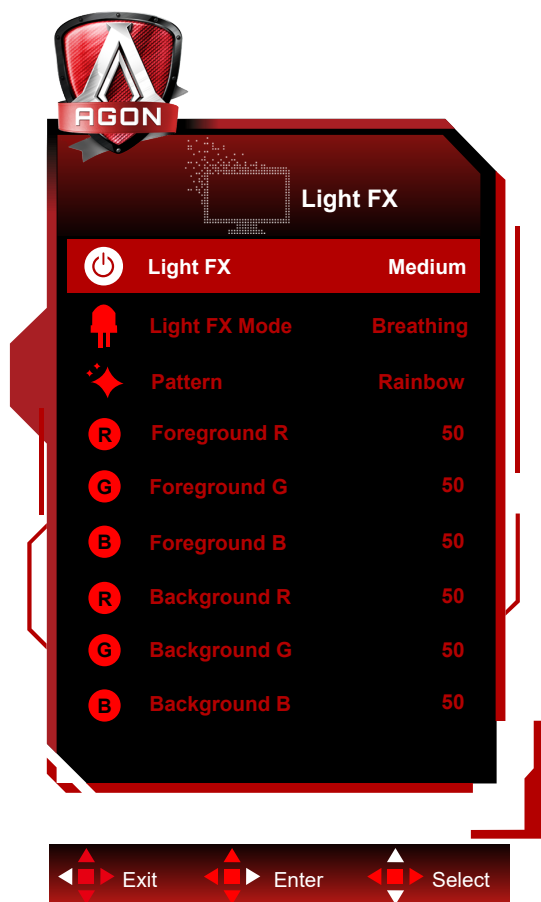 AGON
Light FX
Light FX Medium
Light FX Mode Breathing
Pattern Rainbow
R Foreground R 50
G Foreground G 50
B Foreground B 50
R Background R 50
G Background G 50
B Background B 50
Exit Enter Select